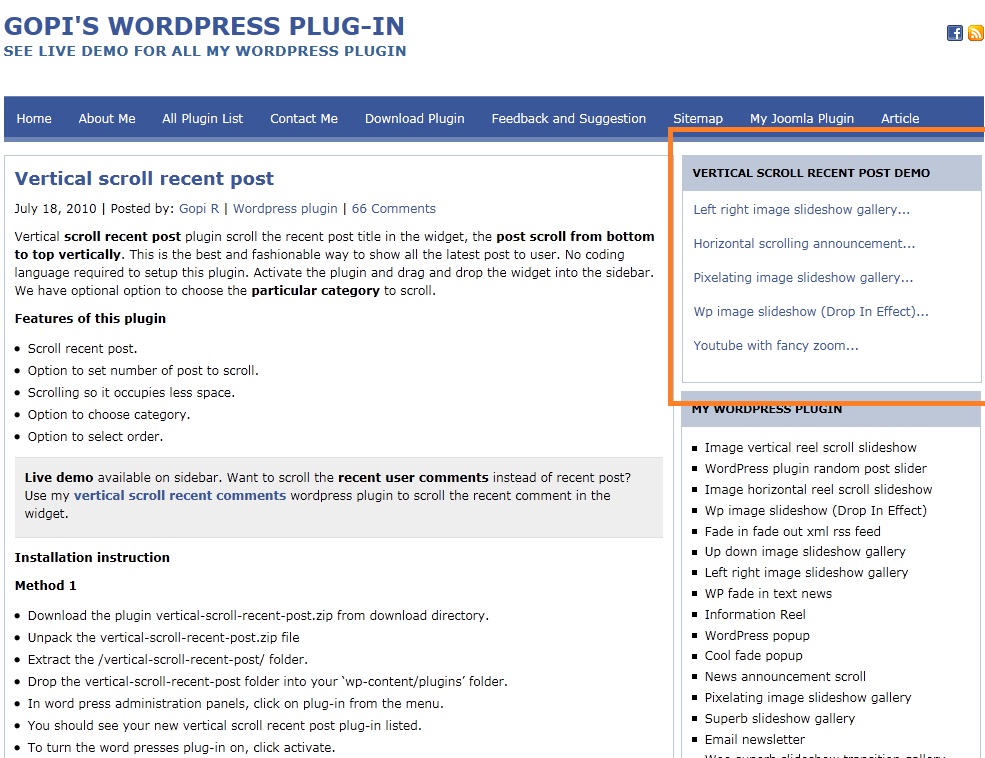 GOPI'S WORDPRESS PLUG-IN
SEE LIVE DEMO FOR ALL MY WORDPRESS PLUGIN
Home About Me All Plugin List Contact Me Download Plugin Feedback and Suggestion Sitemap My Joomla Plugin Article
Vertical scroll recent post
July 18, 2010 | Posted by: Gopi R | Wordpress plugin | 66 Comments
Vertical scroll recent post plugin scroll the recent post title in the widget, the post scroll from bottom
to top vertically. This is the best and fashionable way to show all the latest post to user. No coding
language required to setup this plugin. Activate the plugin and drag and drop the widget into the sidebar.
We have optional option to choose the particular category to scroll.
Features of this plugin
Scroll recent post.
Option to set number of post to scroll.
Scrolling so it occupies less space.
Option to choose category.
Option to select order.
Live demo available on sidebar. Want to scroll the recent user comments instead of recent post?
Use my vertical scroll recent comments wordpress plugin to scroll the recent comment in the
widget.
Installation instruction
Method 1
Download the plugin vertical-scroll-recent-post.zip from download directory.
Unpack the vertical-scroll-recent-post.zip file
Extract the /vertical-scroll-recent-post/ folder.
Drop the vertical-scroll-recent-post folder into your ‘wp-content/plugins’ folder.
In word press administration panels, click on plug-in from the menu.
You should see your new vertical scroll recent post plug-in listed.
To turn the word presses plug-in on, click activate.
VERTICAL SCROLL RECENT POST DEMO
Left right image slideshow gallery...
Horizontal scrolling announcement...
Pixelating image slideshow gallery...
Wp image slideshow (Drop In Effect)...
Youtube with fancy zoom...
MY WORDPRESS PLUGIN
Image vertical reel scroll slideshow
WordPress plugin random post slider
Image horizontal reel scroll slideshow
Wp image slideshow (Drop In Effect)
Fade in fade out xml rss feed
Up down image slideshow gallery
Left right image slideshow gallery
WP fade in text news
Information Reel
WordPress popup
Cool fade popup
News announcement scroll
Pixelating image slideshow gallery
Superb slideshow gallery
Email newsletter